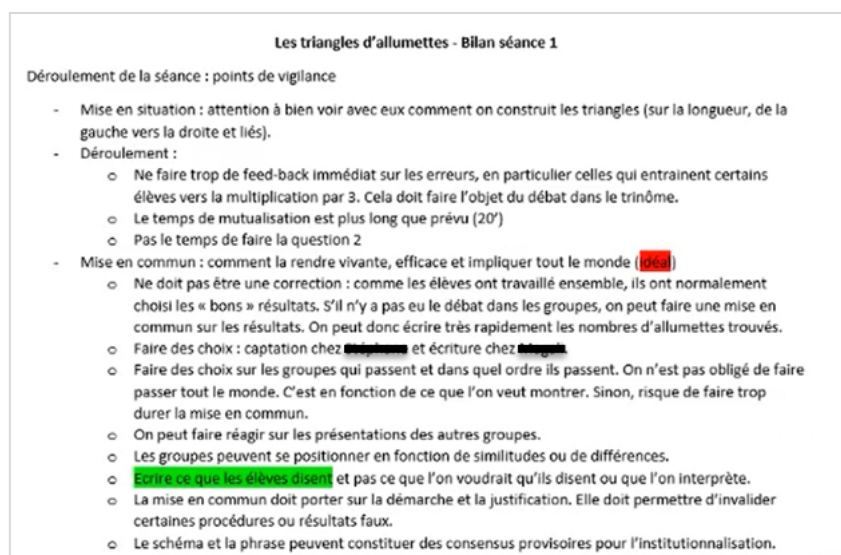 Les triangles d'allumettes - Bilan séance 1
Déroulement de la séance : points de vigilance
- Mise en situation : attention à bien voir avec eux comment on construit les triangles (sur la longueur, de la
gauche vers la droite et liés).
- Déroulement :
o Ne faire trop de feed-back immédiat sur les erreurs, en particulier celles qui entrainent certains
élèves vers la multiplication par 3. Cela doit faire l'objet du débat dans le trinôme.
o Le temps de mutualisation est plus long que prévu (20')
o Pas le temps de faire la question 2
- Mise en commun : comment la rendre vivante, efficace et impliquer tout le monde (idéal)
o Ne doit pas être une correction : comme les élèves ont travaillé ensemble, ils ont normalement
choisi les « bons » résultats. S'il n'y a pas eu le débat dans les groupes, on peut faire une mise en
commun sur les résultats. On peut donc écrire très rapidement les nombres d'allumettes trouvés.
o Faire des choix : captation chez et écriture chez
o Faire des choix sur les groupes qui passent et dans quel ordre ils passent. On n'est pas obligé de faire
passer tout le monde. C'est en fonction de ce que l'on veut montrer. Sinon, risque de faire trop
durer la mise en commun.
o On peut faire réagir sur les présentations des autres groupes.
o Les groupes peuvent se positionner en fonction de similitudes ou de différences.
o Ecrire ce que les élèves disent et pas ce que l'on voudrait qu'ils disent ou que l'on interprète.
o La mise en commun doit porter sur la démarche et la justification. Elle doit permettre d'invalider
certaines procédures ou résultats faux.
o Le schéma et la phrase peuvent constituer des consensus provisoires pour l'institutionnalisation.